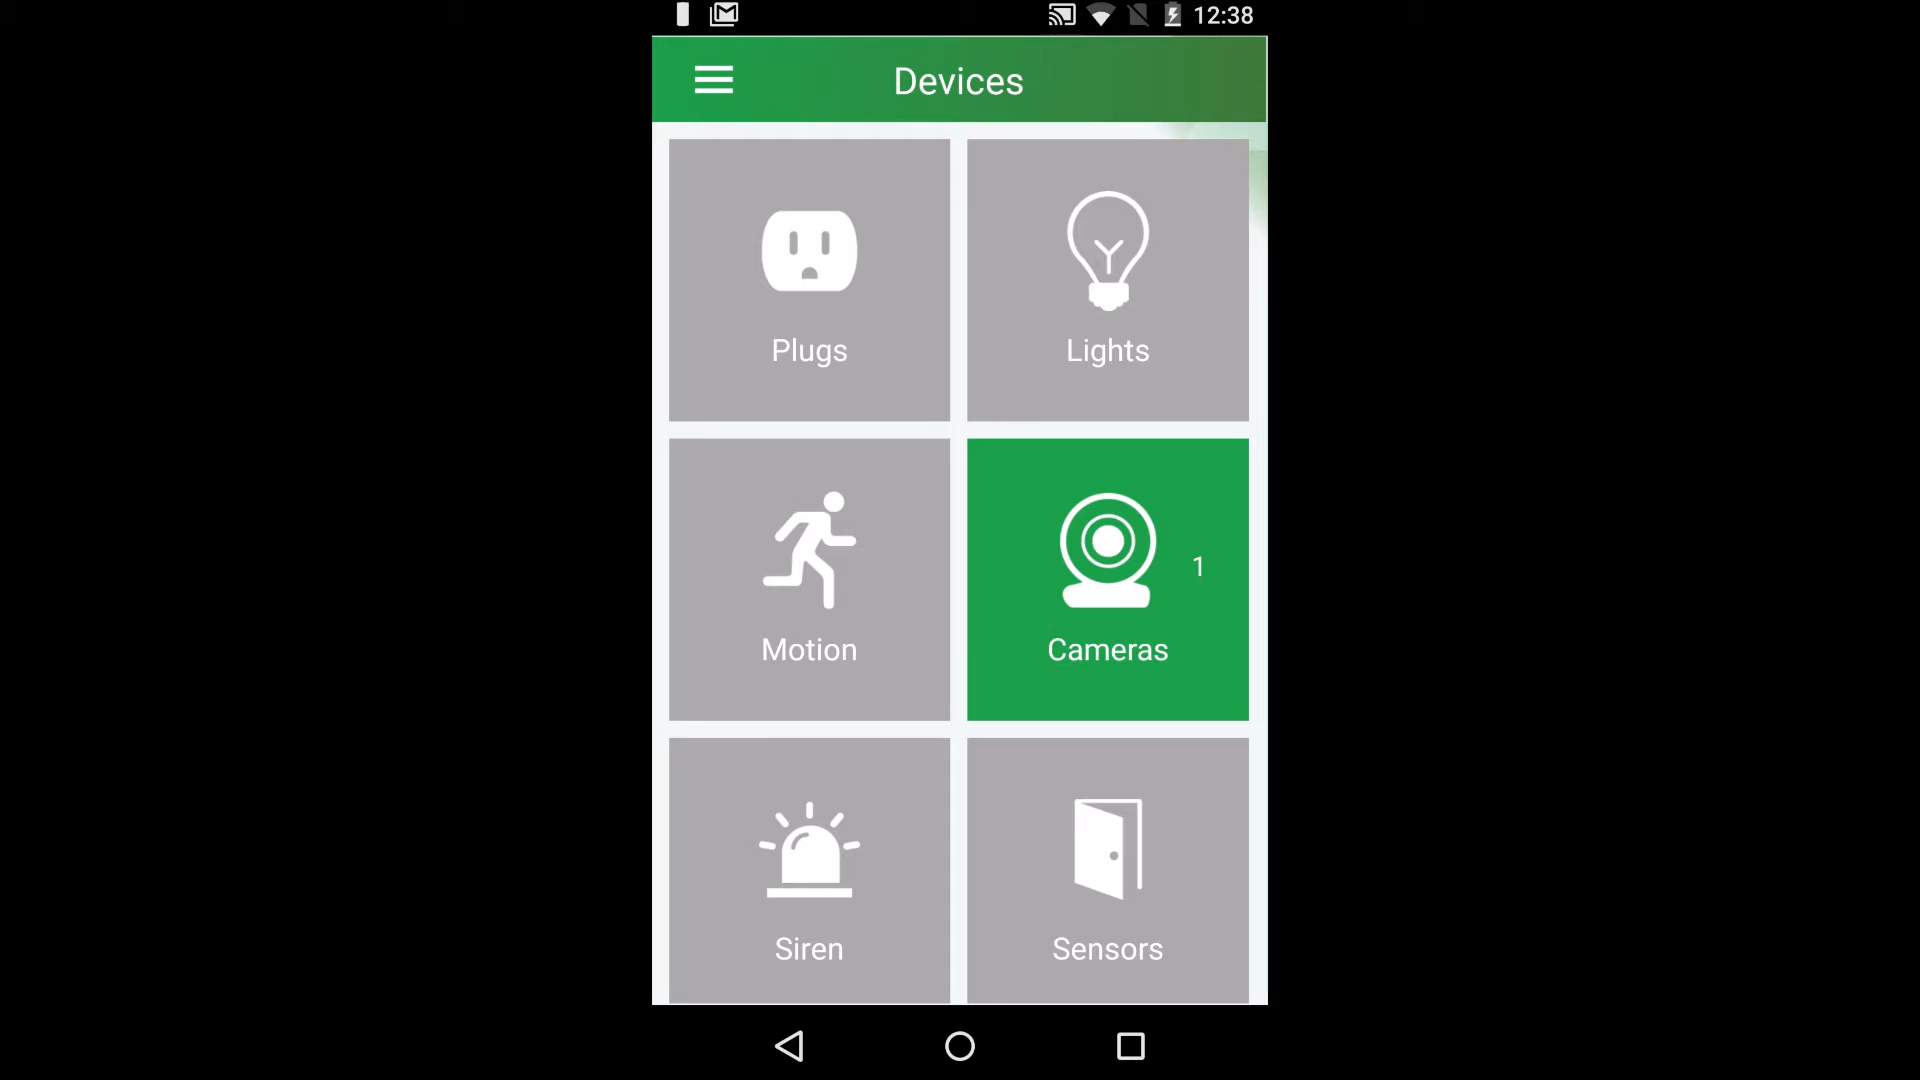 12:38
Devices
Plugs
Lights
Motion
1
Cameras
Siren
Sensors